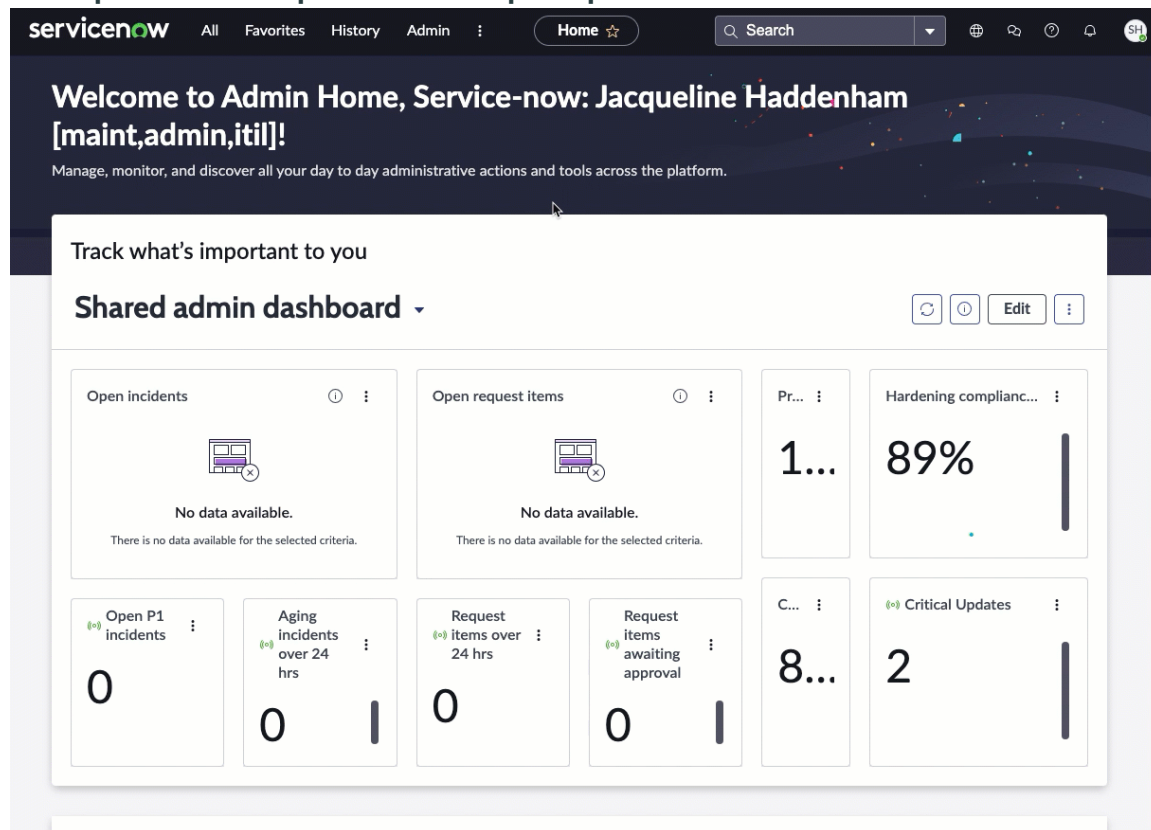 servicenow All Favorites History Admin Home Search SH
Welcome to Admin Home, Service-now: Jacqueline Haddenham
[maint,admin,itil]!
Manage, monitor, and discover all your day to day administrative actions and tools across the platform.
Track what's important to you
Shared admin dashboard
Edit
Open incidents
No data available.
There is no data available for the selected criteria.
Open request items
No data available.
There is no data available for the selected criteria.
Pr...
1...
Hardening complianc...
89%
Open P1
incidents
0
Aging
incidents
over 24
hrs
0
Request
items over
24 hrs
0
Request
items
awaiting
approval
0
C...
8...
Critical Updates
2